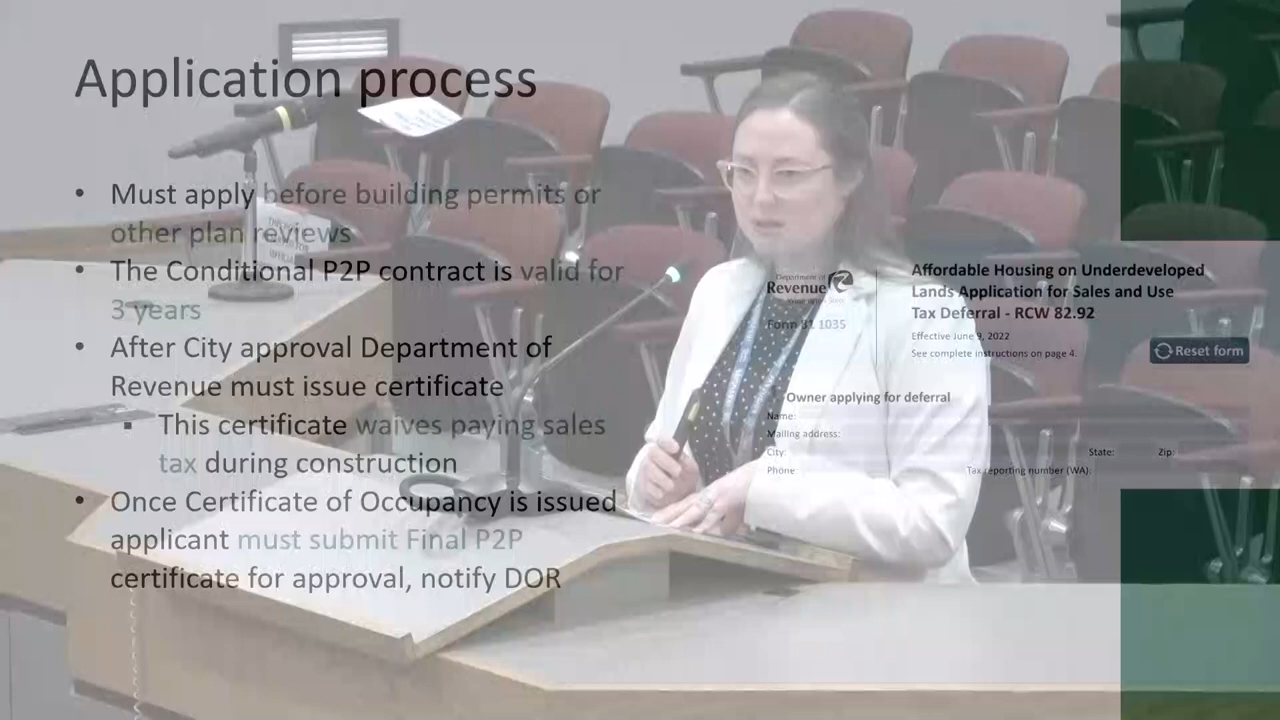 Application process
• Must apply before building permits or
other plan reviews
• The Conditional P2P contract is valid for
3 years
• After City approval Department of
Revenue must issue certificate
▪ This certificate waives paying sales
tax during construction
• Once Certificate of Occupancy is issued
applicant must submit Final P2P
certificate for approval, notify DOR
Department of
Revenue
Washington State
Form 81 1035
Affordable Housing on Underdeveloped
Lands Application for Sales and Use
Tax Deferral - RCW 82.92
Effective June 9, 2022
See complete instructions on page 4.
Reset form
Owner applying for deferral
Name:
Mailing address:
City: State: Zip:
Phone: Tax reporting number (WA):